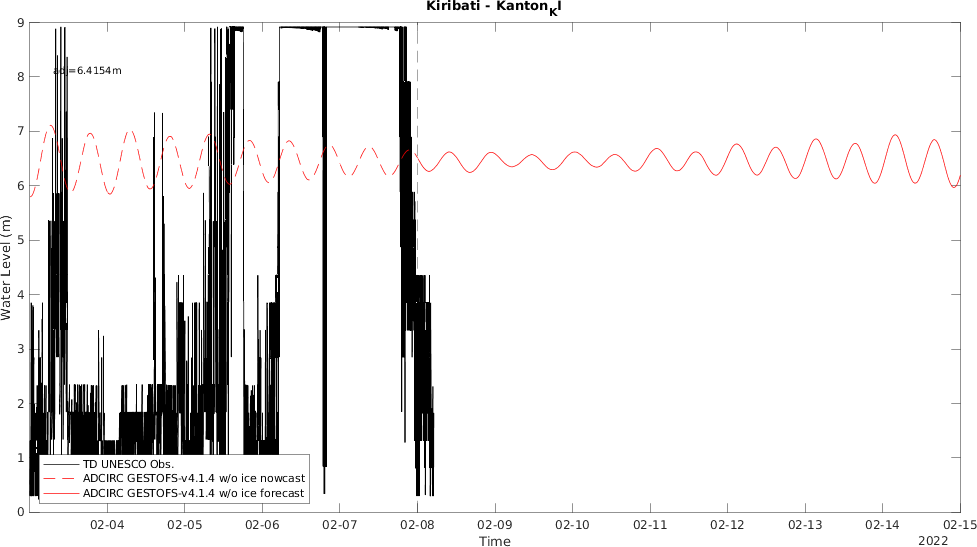 Kiribati - Kanton_KI
9
8
7
6
5
4
3
2
1
0
adj=6.4154m
Water Level (m)
TD UNESCO Obs.
ADCIRC GESTOFS-v4.1.4 w/o ice nowcast
ADCIRC GESTOFS-v4.1.4 w/o ice forecast
02-04 02-05 02-06 02-07 02-08 02-09 02-10 02-11 02-12 02-13 02-14 02-15
Time
2022